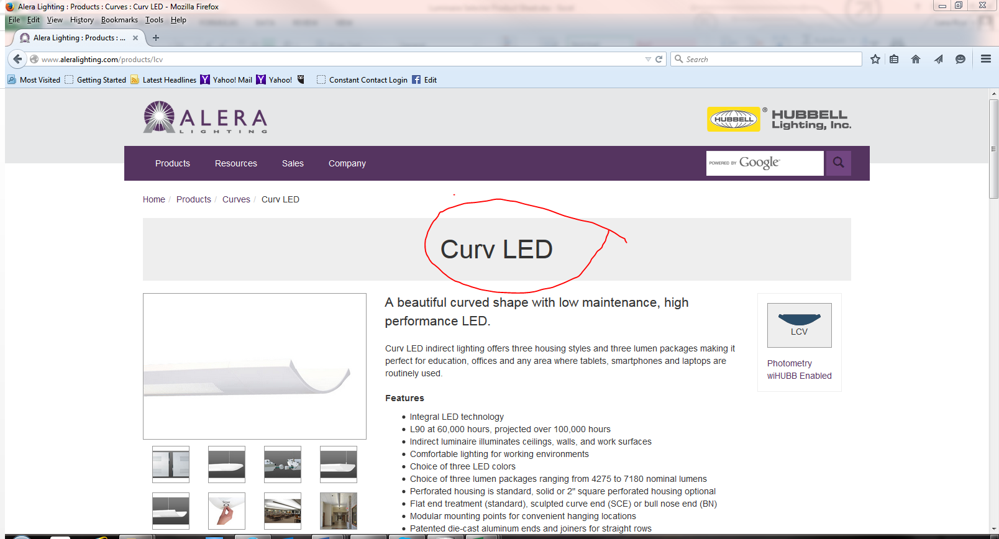 Alera Lighting : Products : Curves : Curv LED - Mozilla Firefox
File Edit View History Bookmarks Tools Help
Alera Lighting : Products : ...
www.aleralighting.com/products/lcv
Search
Most Visited Getting Started Latest Headlines Yahoo! Mail Yahoo! Constant Contact Login Edit
ALERA
LIGHTING
HUBBELL
® HUBBELL
Lighting, Inc.
Products Resources Sales Company
POWERED BY Google
Home / Products / Curves / Curv LED
Curv LED
A beautiful curved shape with low maintenance, high
performance LED.
Curv LED indirect lighting offers three housing styles and three lumen packages making it
perfect for education, offices and any area where tablets, smartphones and laptops are
routinely used.
Features
• Integral LED technology
• L90 at 60,000 hours, projected over 100,000 hours
• Indirect luminaire illuminates ceilings, walls, and work surfaces
• Comfortable lighting for working environments
• Choice of three LED colors
• Choice of three lumen packages ranging from 4275 to 7180 nominal lumens
• Perforated housing is standard, solid or 2" square perforated housing optional
• Flat end treatment (standard), sculpted curve end (SCE) or bull nose end (BN)
• Modular mounting points for convenient hanging locations
• Patented die-cast aluminum ends and joiners for straight rows
LCV
Photometry
wiHUBB Enabled